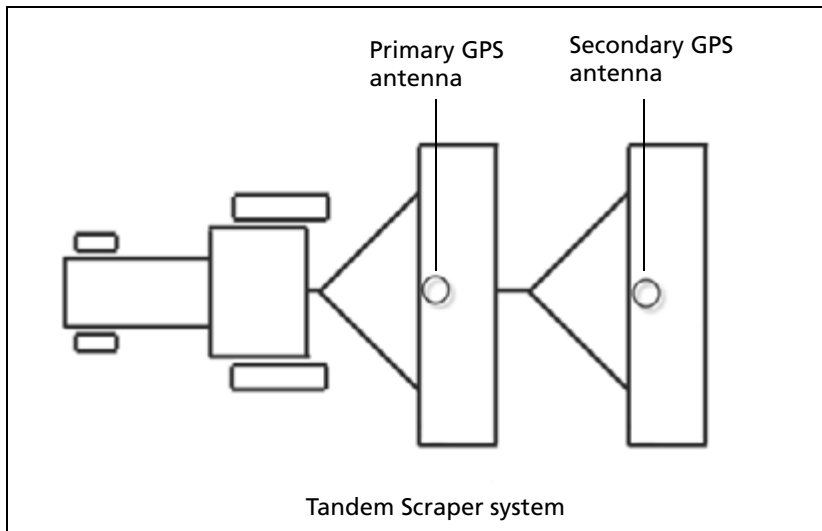 Primary GPS
antenna
Secondary GPS
antenna
Tandem Scraper system